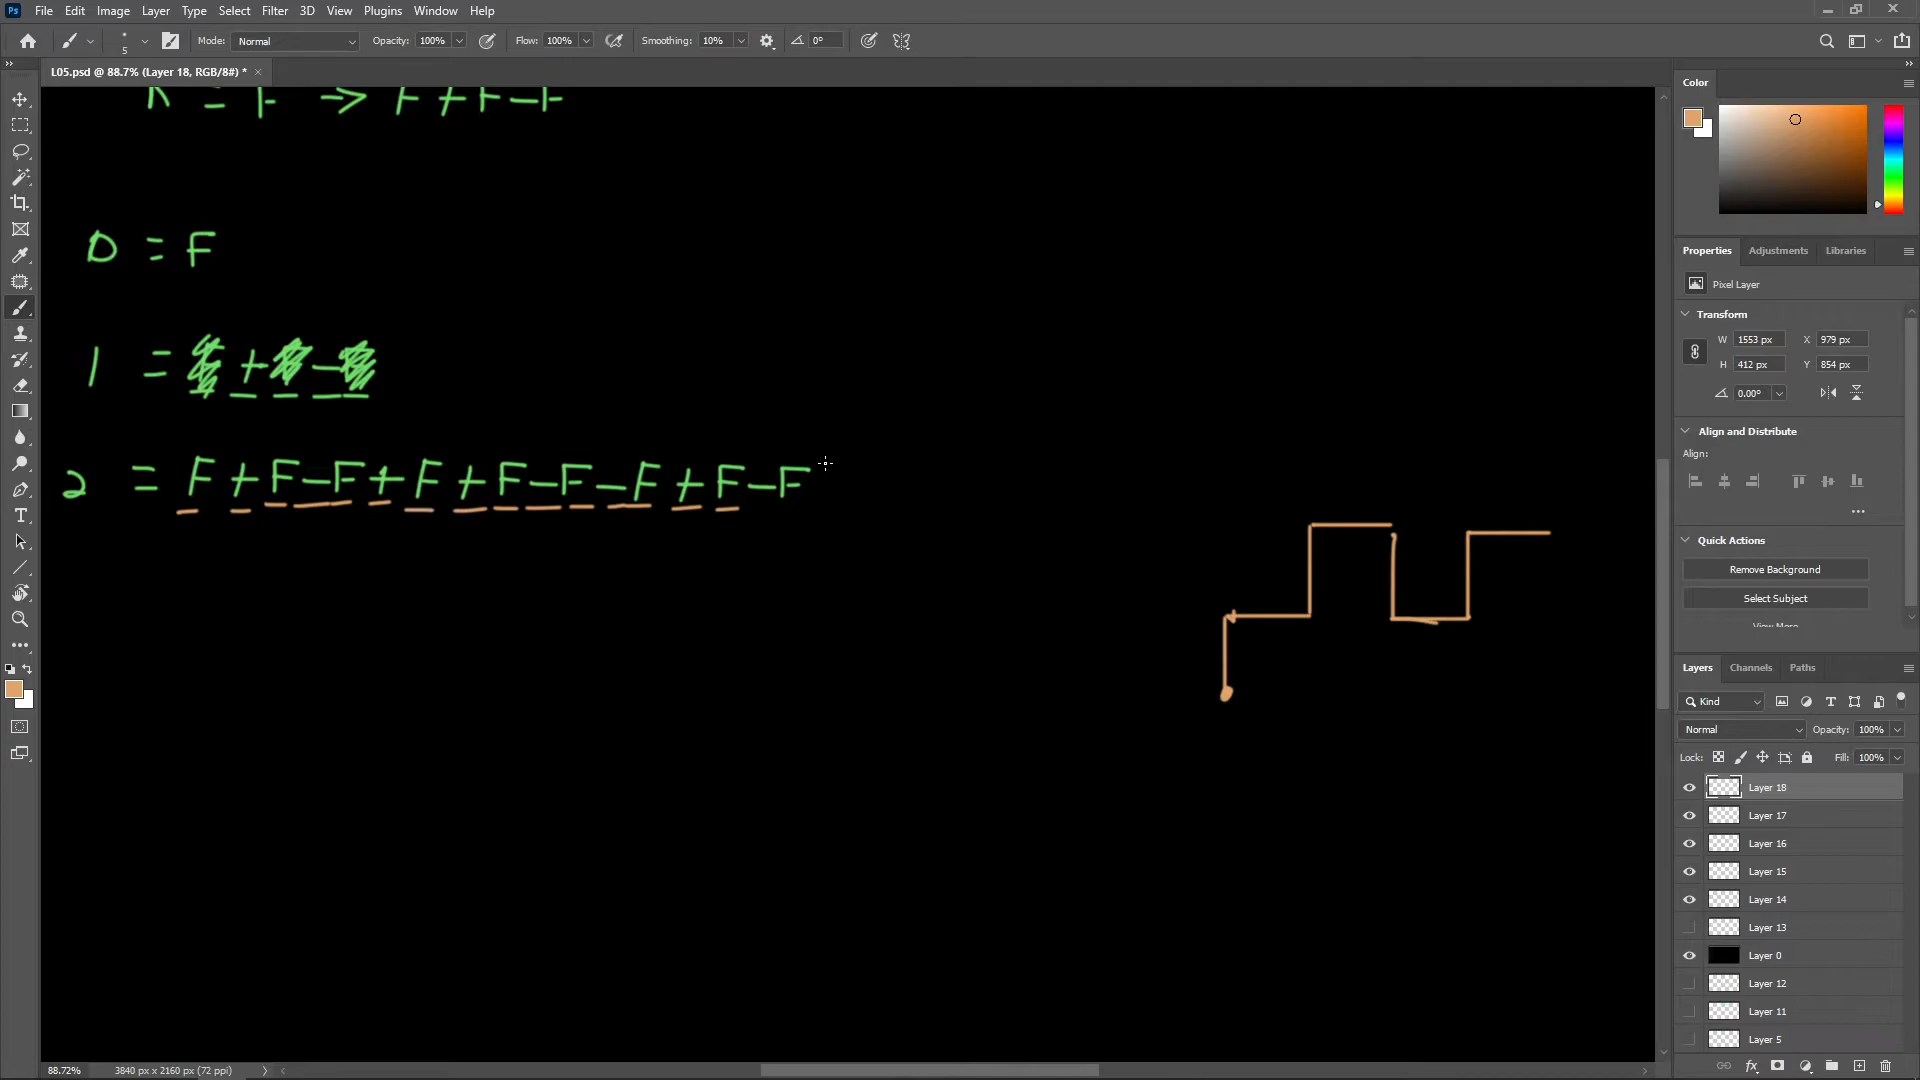 Ps File Edit Image Layer Type Select Filter 3D View Plugins Window Help
5 Mode: Normal Opacity: 100% Flow: 100% Smoothing: 10% 0°
L05.psd @ 88.7% (Layer 18, RGB/8#) *
R = F → F + F - F
0 = F
1 = + -
2 = F + F - F + F + F - F - F + F - F
Color
Properties Adjustments Libraries
Pixel Layer
Transform
W 1553 px X 979 px
H 412 px Y 854 px
0.00°
Align and Distribute
Align:
Quick Actions
Remove Background
Select Subject
View More
Layers Channels Paths
Kind
Normal Opacity: 100%
Lock: Fill: 100%
Layer 18
Layer 17
Layer 16
Layer 15
Layer 14
Layer 13
Layer 0
Layer 12
Layer 11
Layer 5
88.72% 3840 px x 2160 px (72 ppi)